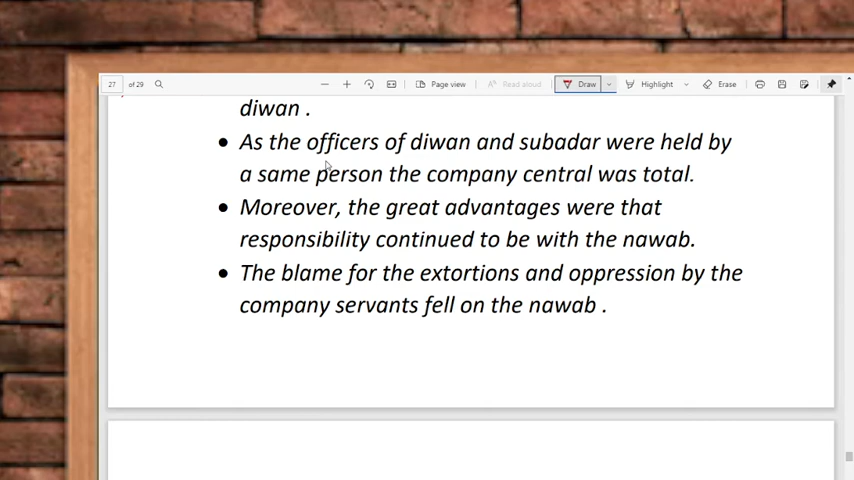 27 of 29 Page view Read aloud Draw Highlight Erase
diwan .
• As the officers of diwan and subadar were held by
a same person the company central was total.
• Moreover, the great advantages were that
responsibility continued to be with the nawab.
• The blame for the extortions and oppression by the
company servants fell on the nawab .